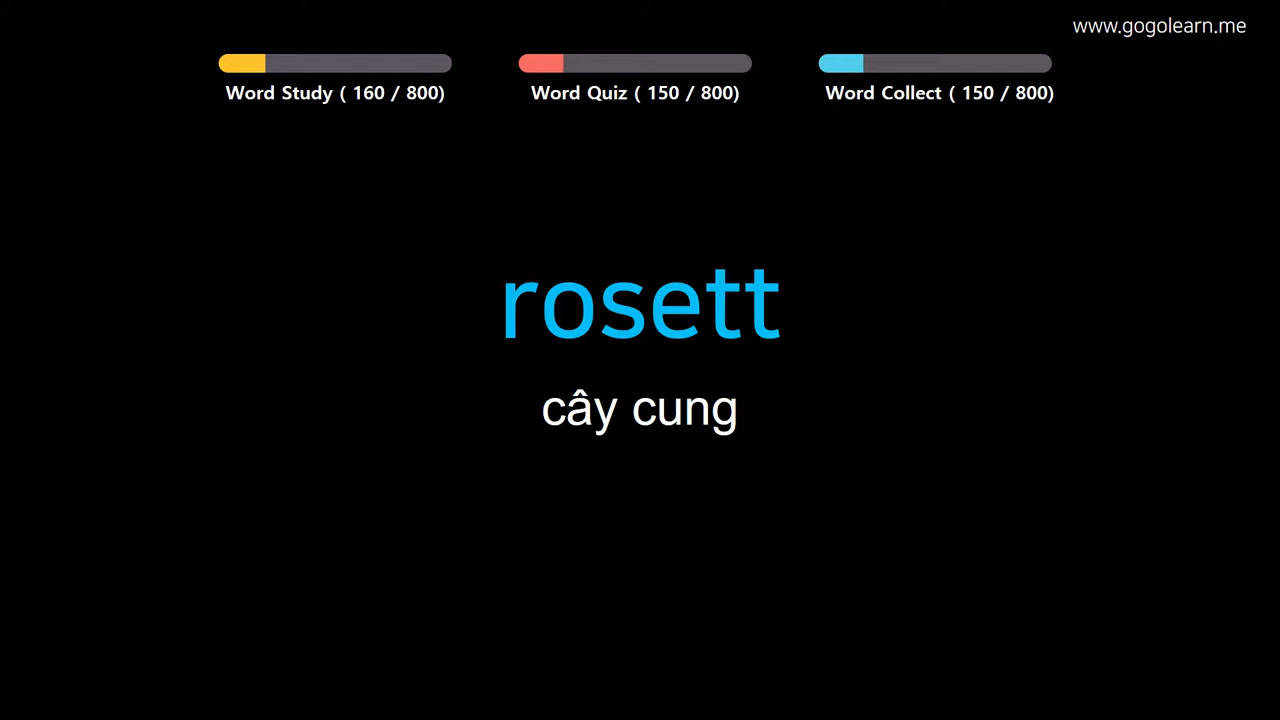 www.gogolearn.me
Word Study ( 160 / 800)
Word Quiz ( 150 / 800)
Word Collect ( 150 / 800)
rosett
cây cung